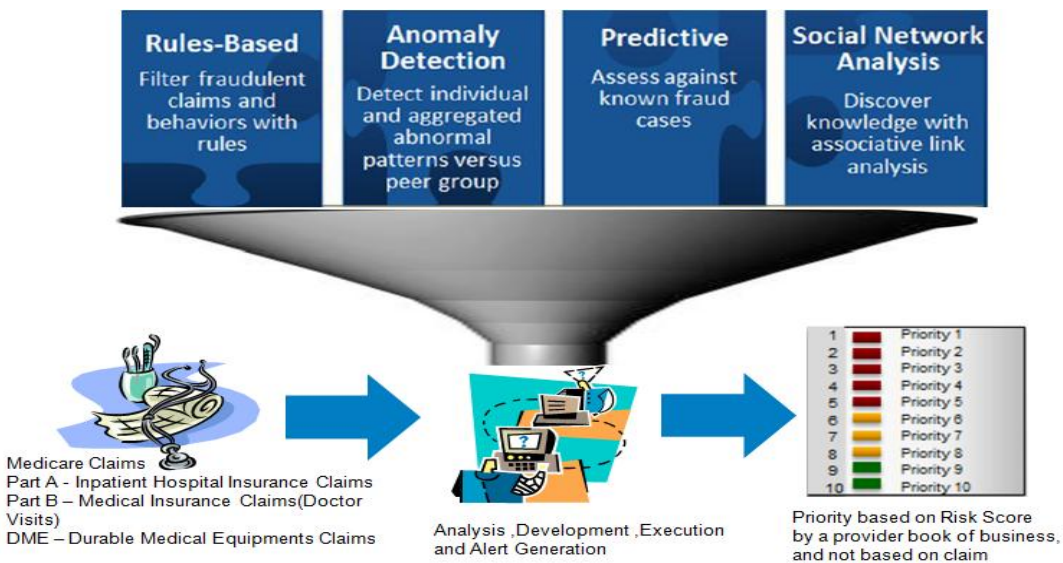 Rules-Based
Filter fraudulent
claims and
behaviors with
rules
Anomaly
Detection
Detect individual
and aggregated
abnormal
patterns versus
peer group
Predictive
Assess against
known fraud
cases
Social Network
Analysis
Discover
knowledge with
associative link
analysis
Medicare Claims
Part A - Inpatient Hospital Insurance Claims
Part B – Medical Insurance Claims(Doctor
Visits)
DME – Durable Medical Equipments Claims
?
?
Analysis ,Development ,Execution
and Alert Generation
1 Priority 1
2 Priority 2
3 Priority 3
4 Priority 4
5 Priority 5
6 Priority 6
7 Priority 7
8 Priority 8
9 Priority 9
10 Priority 10
Priority based on Risk Score
by a provider book of business,
and not based on claim